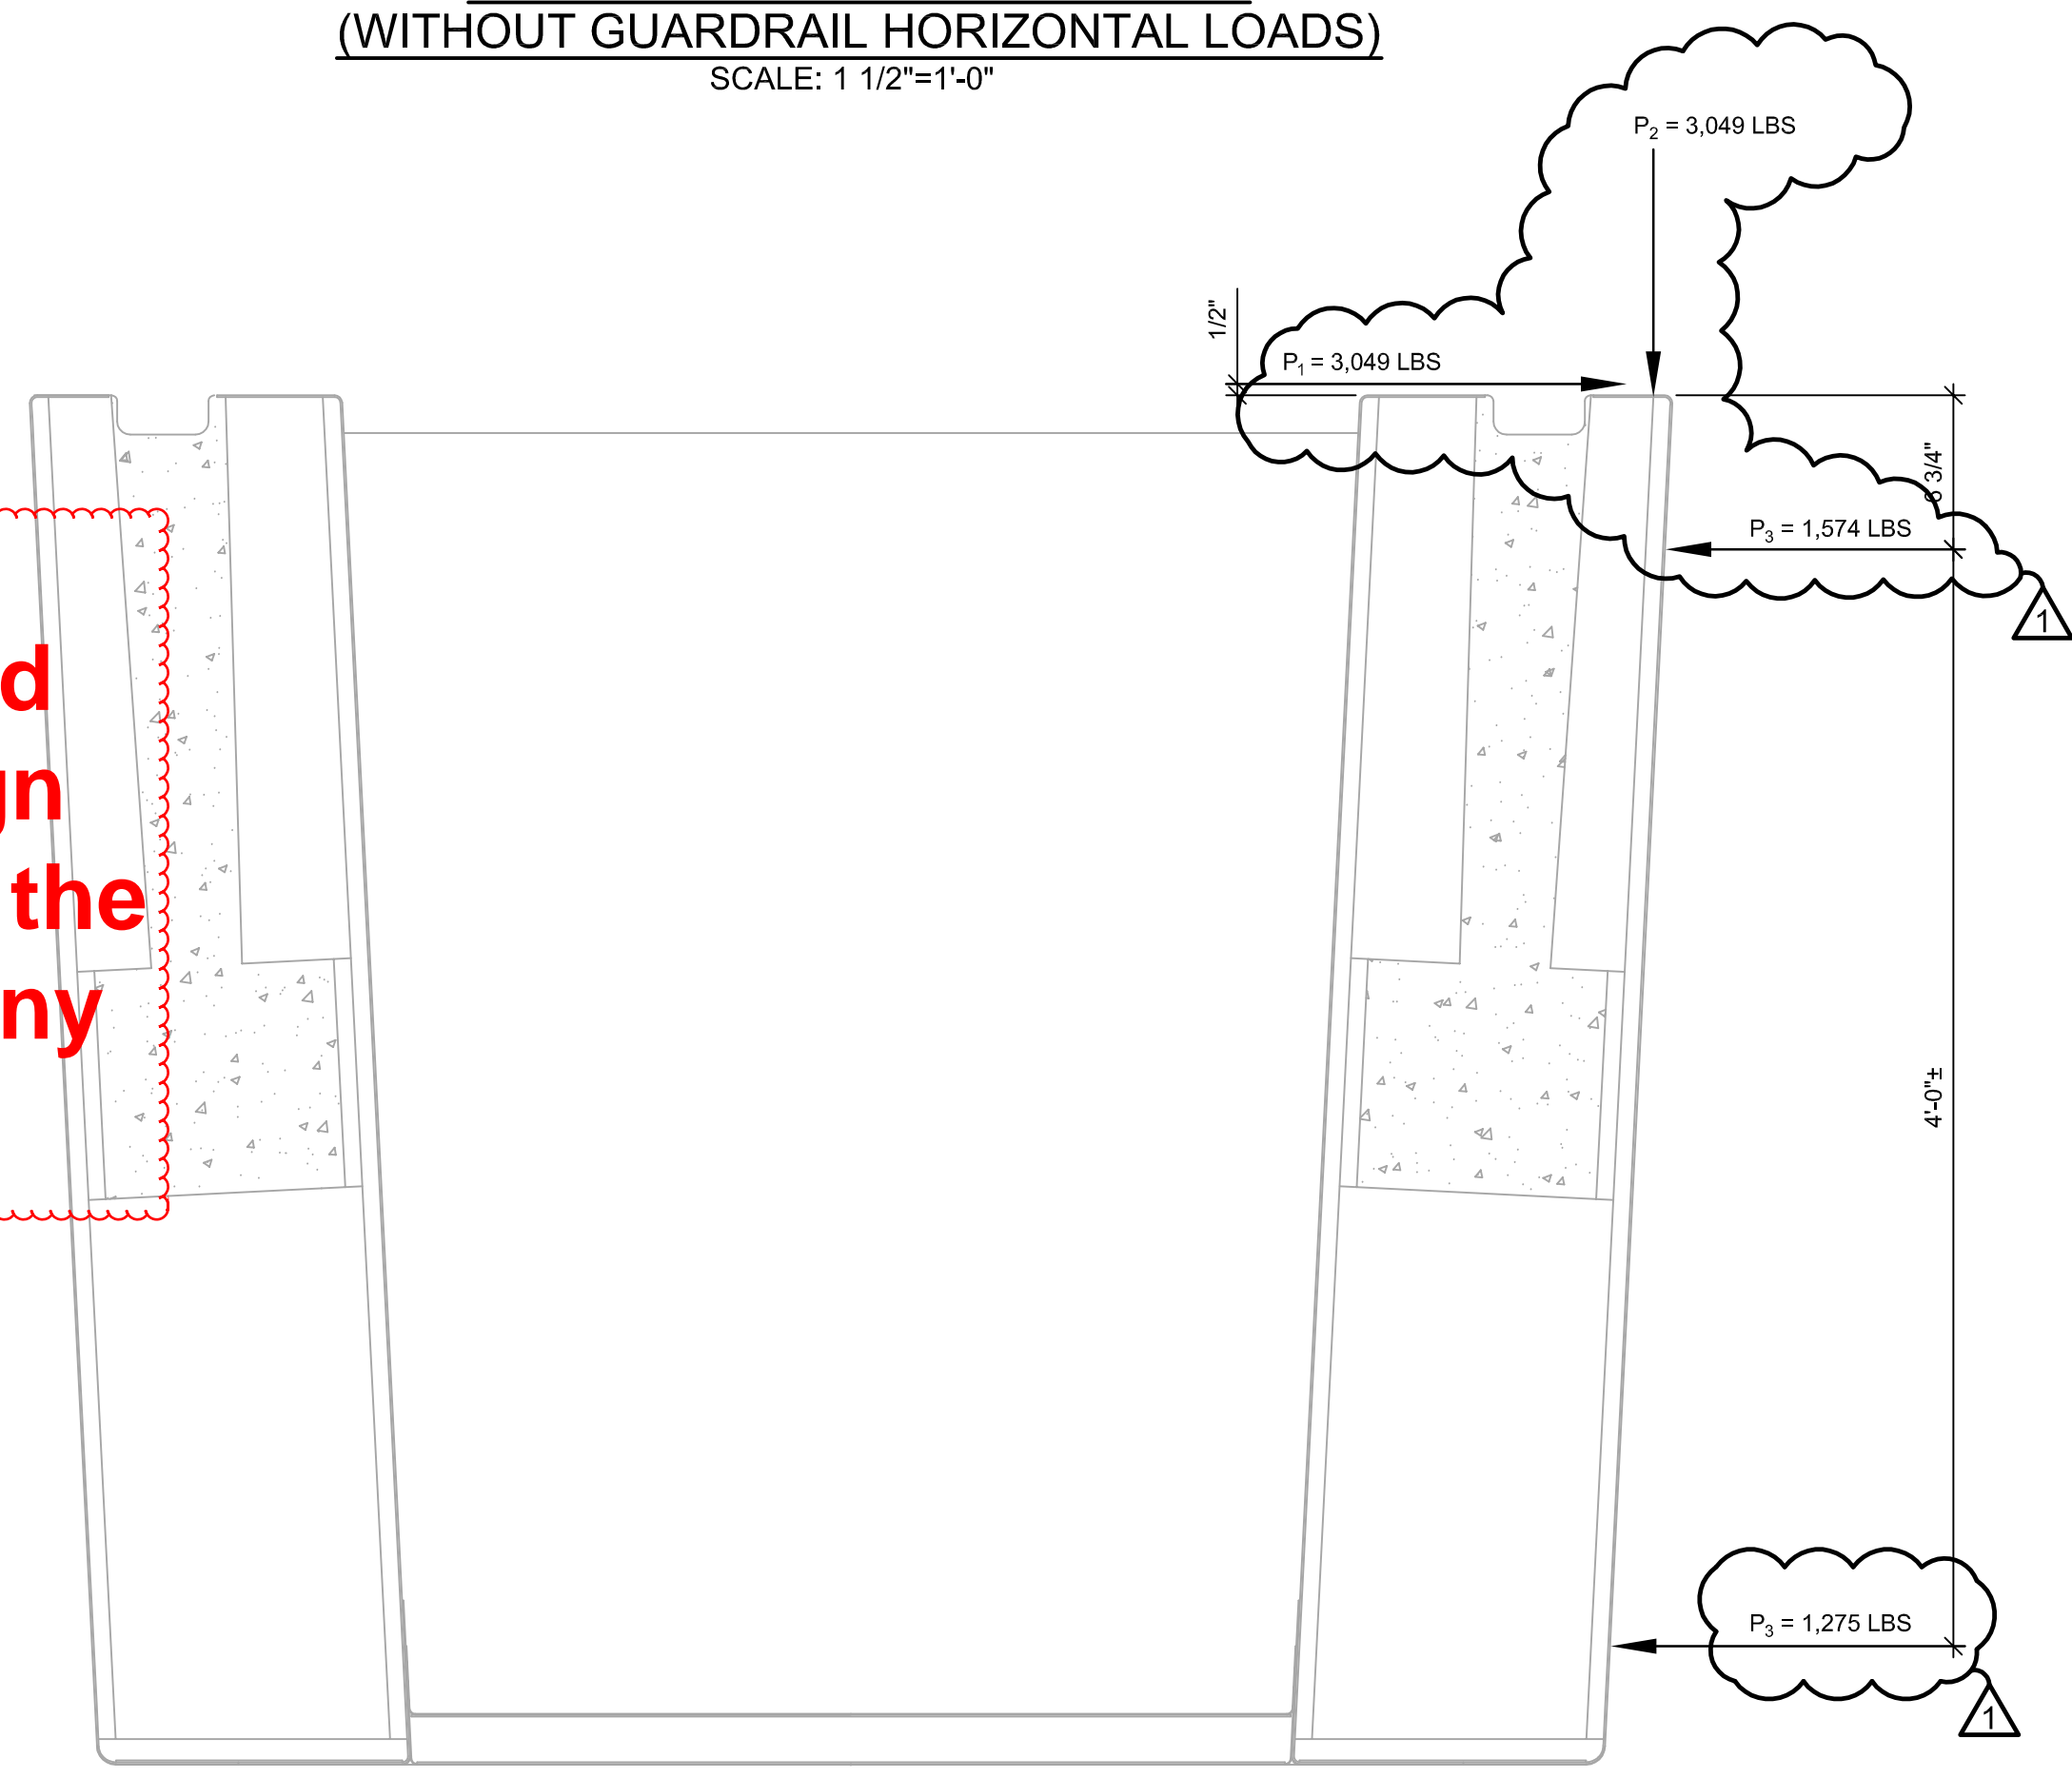 (WITHOUT GUARDRAIL HORIZONTAL LOADS)
SCALE: 1 1/2"=1'-0"
P2 = 3,049 LBS
1/2"
P1 = 3,049 LBS
6 3/4"
P3 = 1,574 LBS
1
d
gn
the
ny
4'-0"±
P3 = 1,275 LBS
1